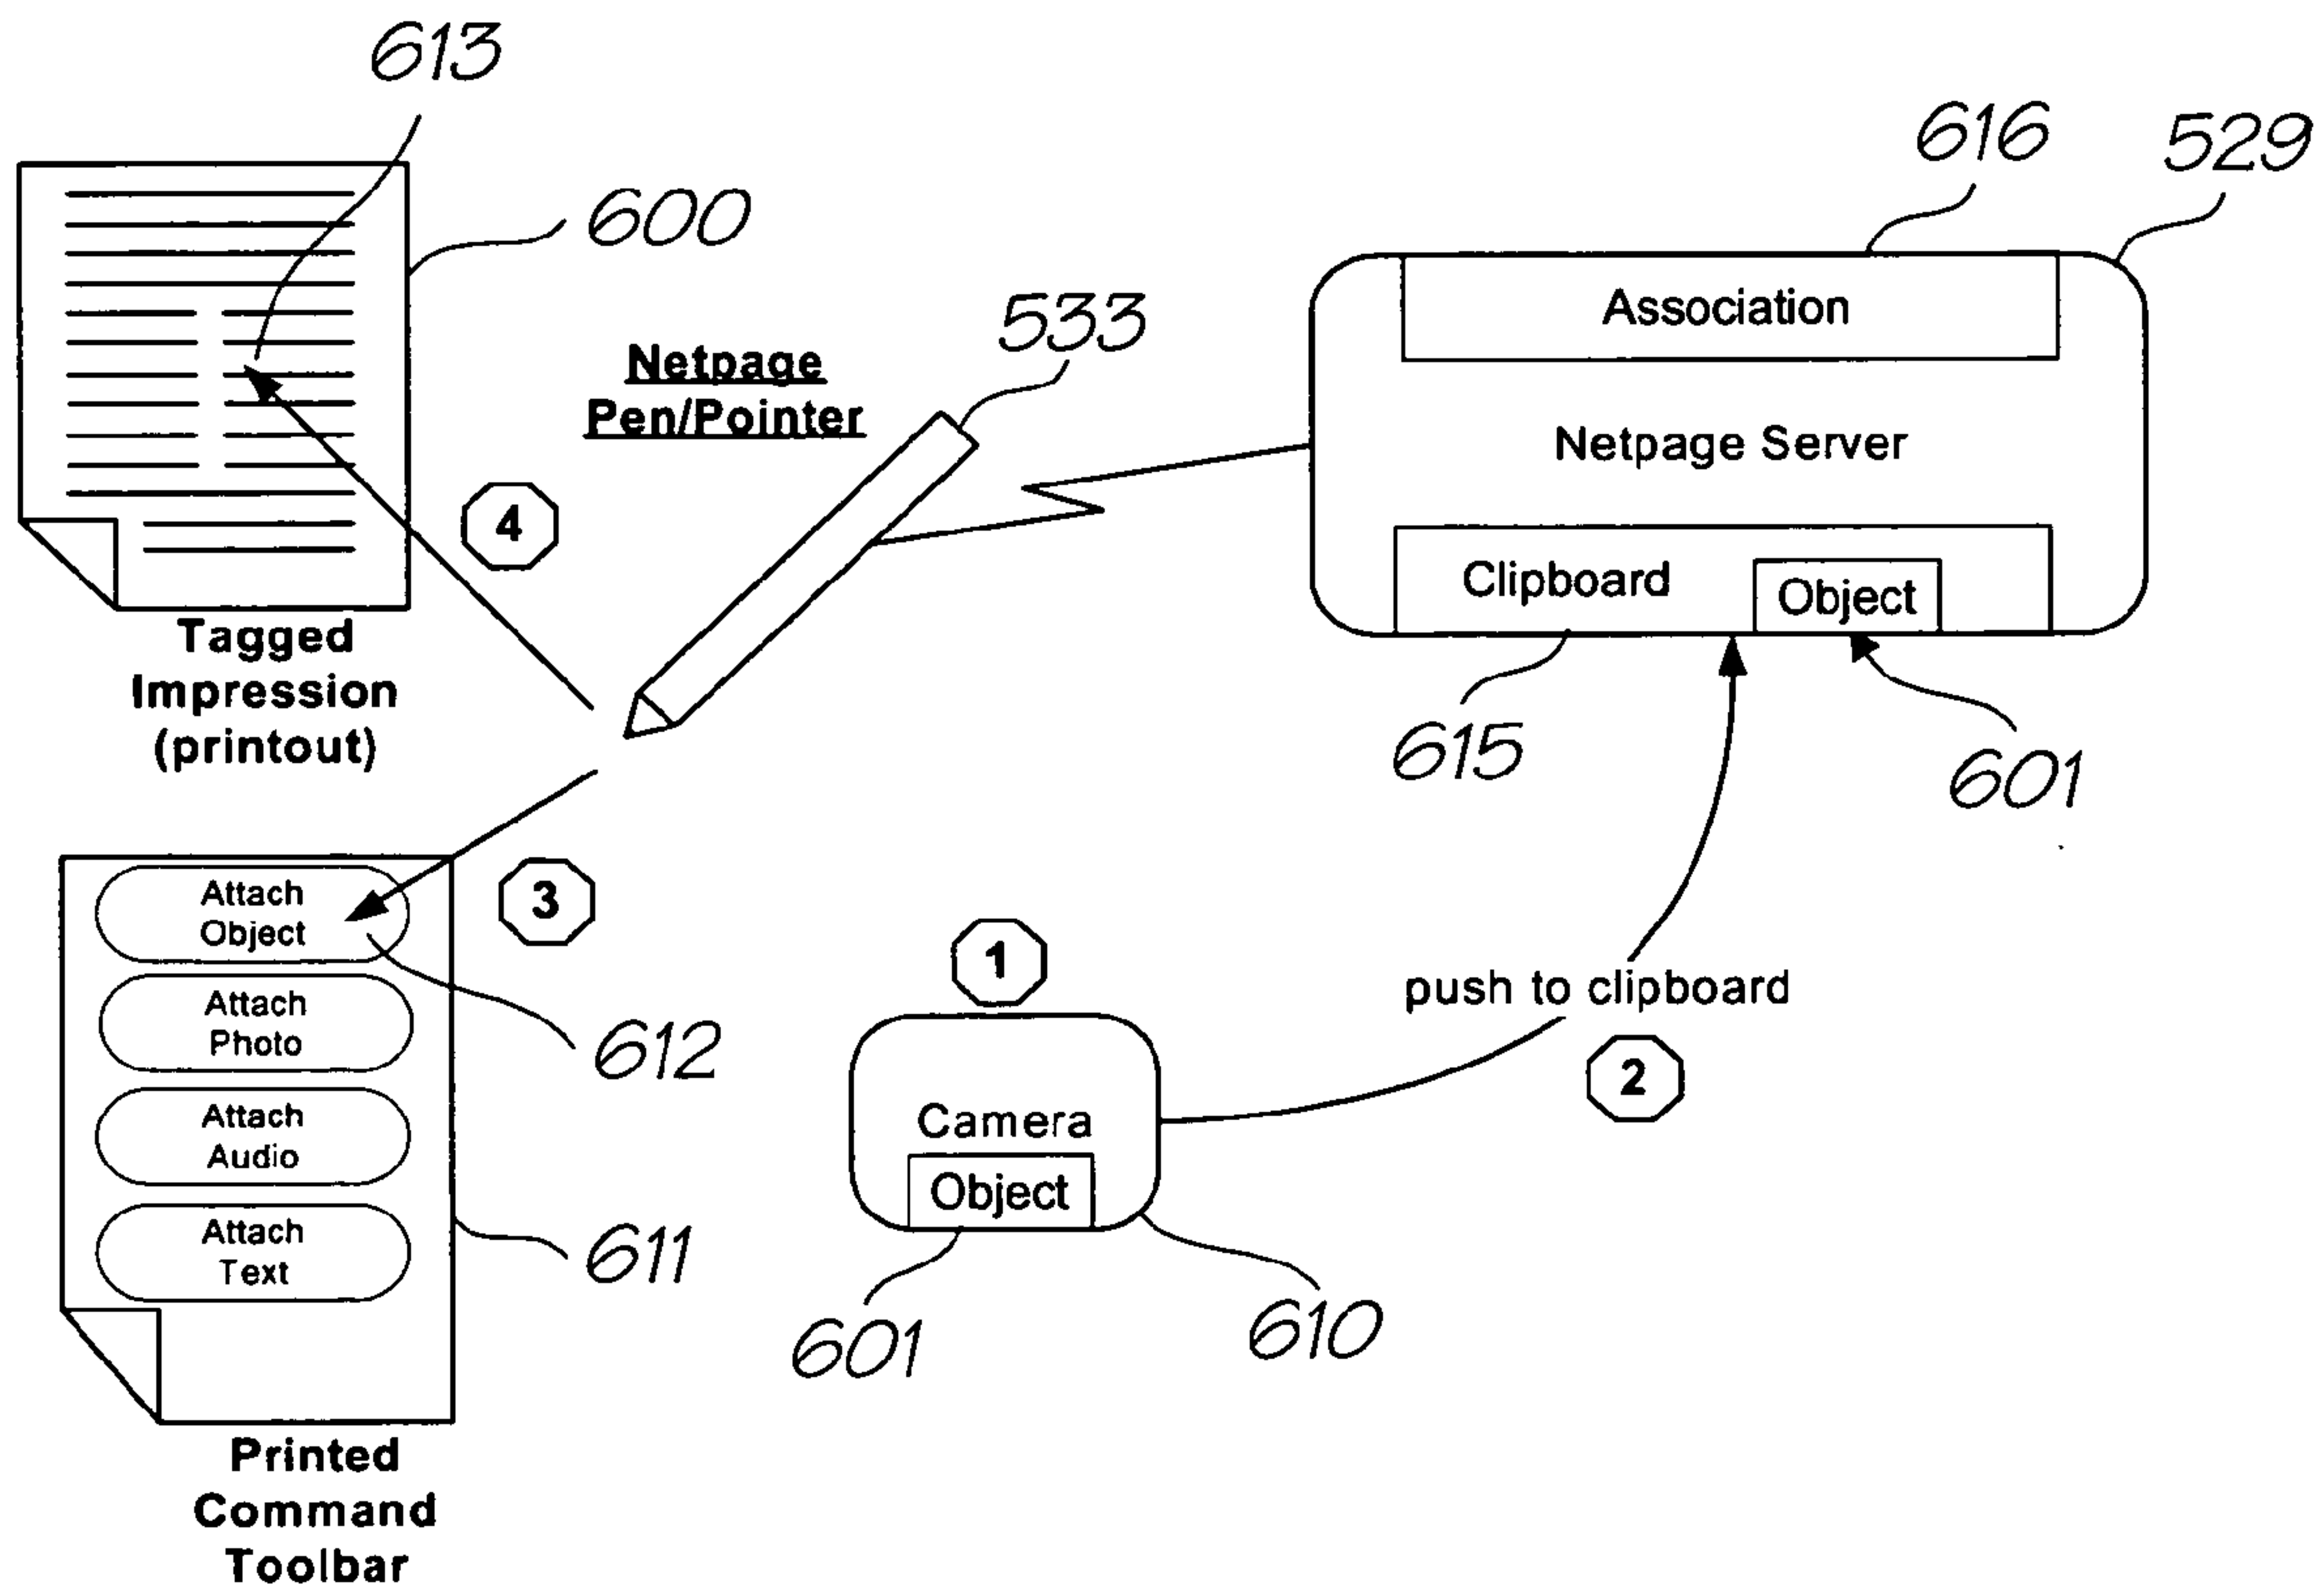 613
616
529
600
533
Association
Netpage
Pen/Pointer
Netpage Server
4
Clipboard
Object
Tagged
Impression
(printout)
615
601
Attach
Object
3
1
push to clipboard
Attach
Photo
612
2
Camera
Object
Attach
Audio
Attach
Text
611
601
610
Printed
Command
Toolbar